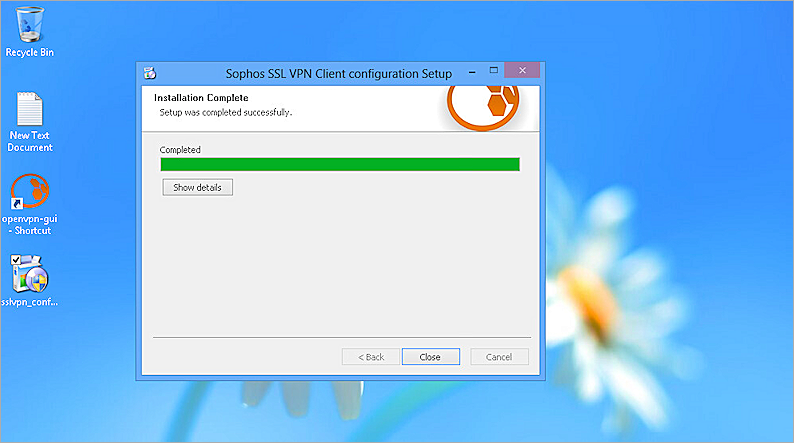 Recycle Bin
New Text
Document
openvpn-gui
- Shortcut
sslvpn_conf...
Sophos SSL VPN Client configuration Setup
Installation Complete
Setup was completed successfully.
Completed
Show details
< Back
Close
Cancel